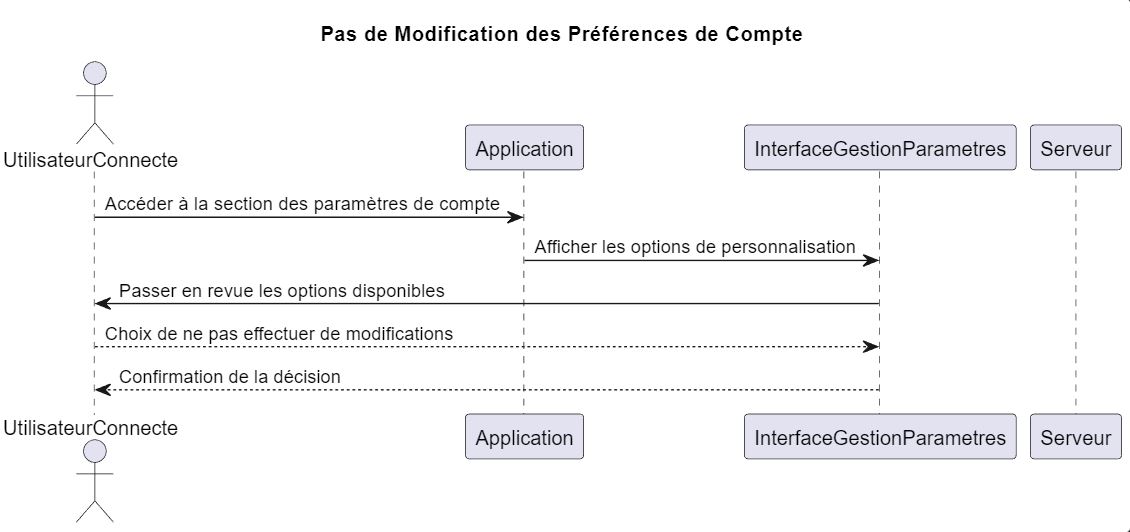 Pas de Modification des Préférences de Compte
UtilisateurConnecte
Application
InterfaceGestionParametres
Serveur
Accéder à la section des paramètres de compte
Afficher les options de personnalisation
Passer en revue les options disponibles
Choix de ne pas effectuer de modifications
Confirmation de la décision
UtilisateurConnecte
Application
InterfaceGestionParametres
Serveur